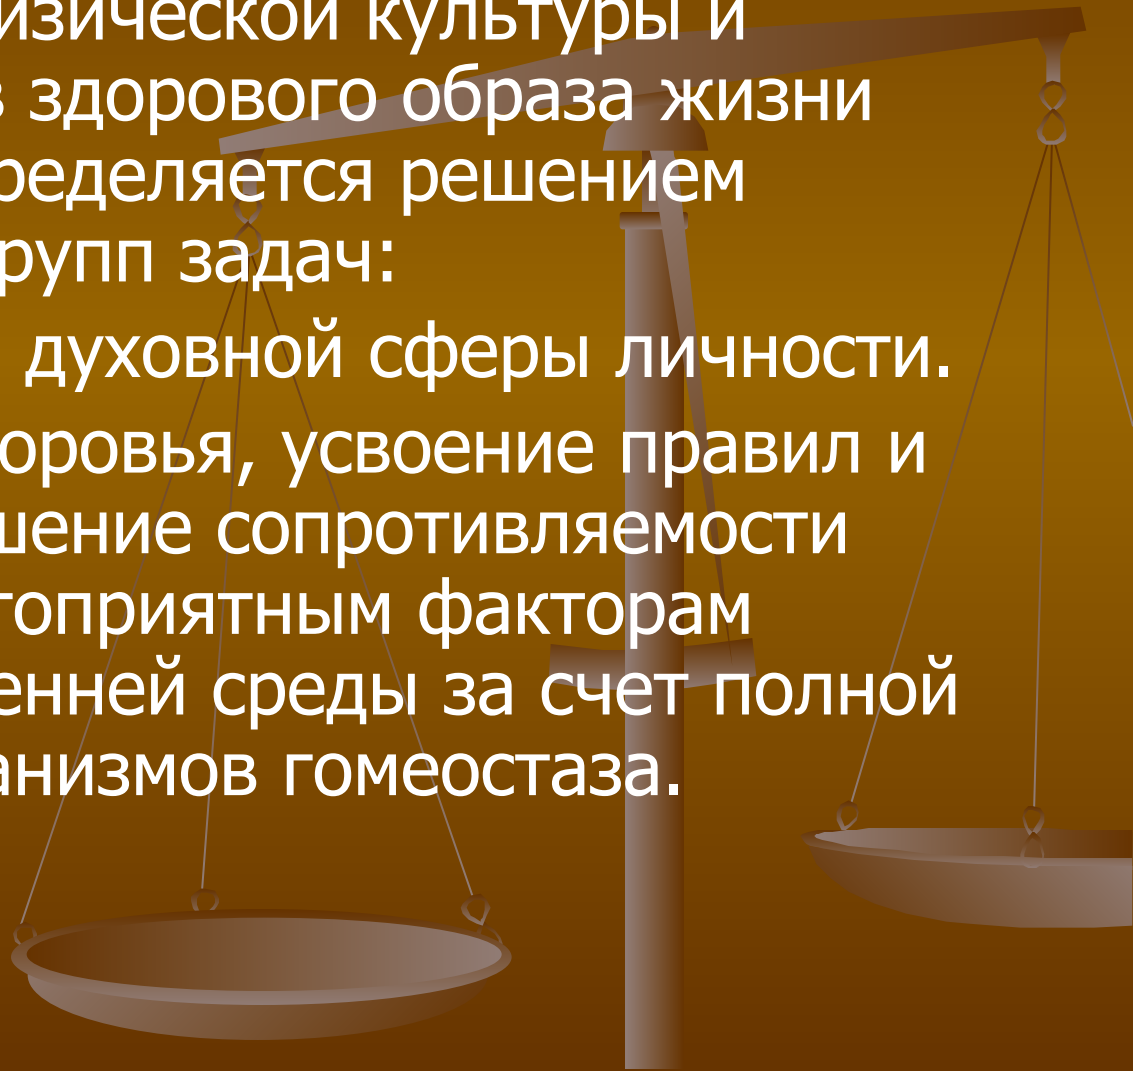 изической культуры и
в здорового образа жизни
ределяется решением
рупп задач:
духовной сферы личности.
оровья, усвоение правил и
шение сопротивляемости
гоприятным факторам
енней среды за счет полной
анизмов гомеостаза.